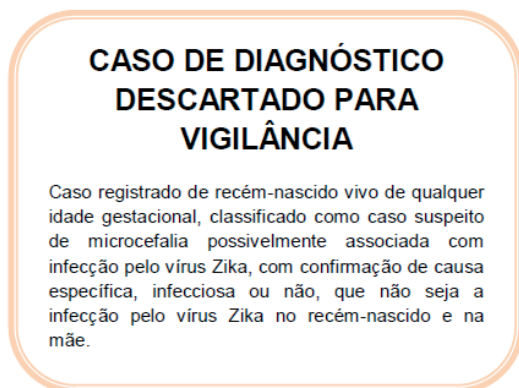 CASO DE DIAGNÓSTICO
DESCARTADO PARA
VIGILÂNCIA
Caso registrado de recém-nascido vivo de qualquer
idade gestacional, classificado como caso suspeito
de microcefalia possivelmente associada com
infecção pelo vírus Zika, com confirmação de causa
específica, infecciosa ou não, que não seja a
infecção pelo vírus Zika no recém-nascido e na
mãe.